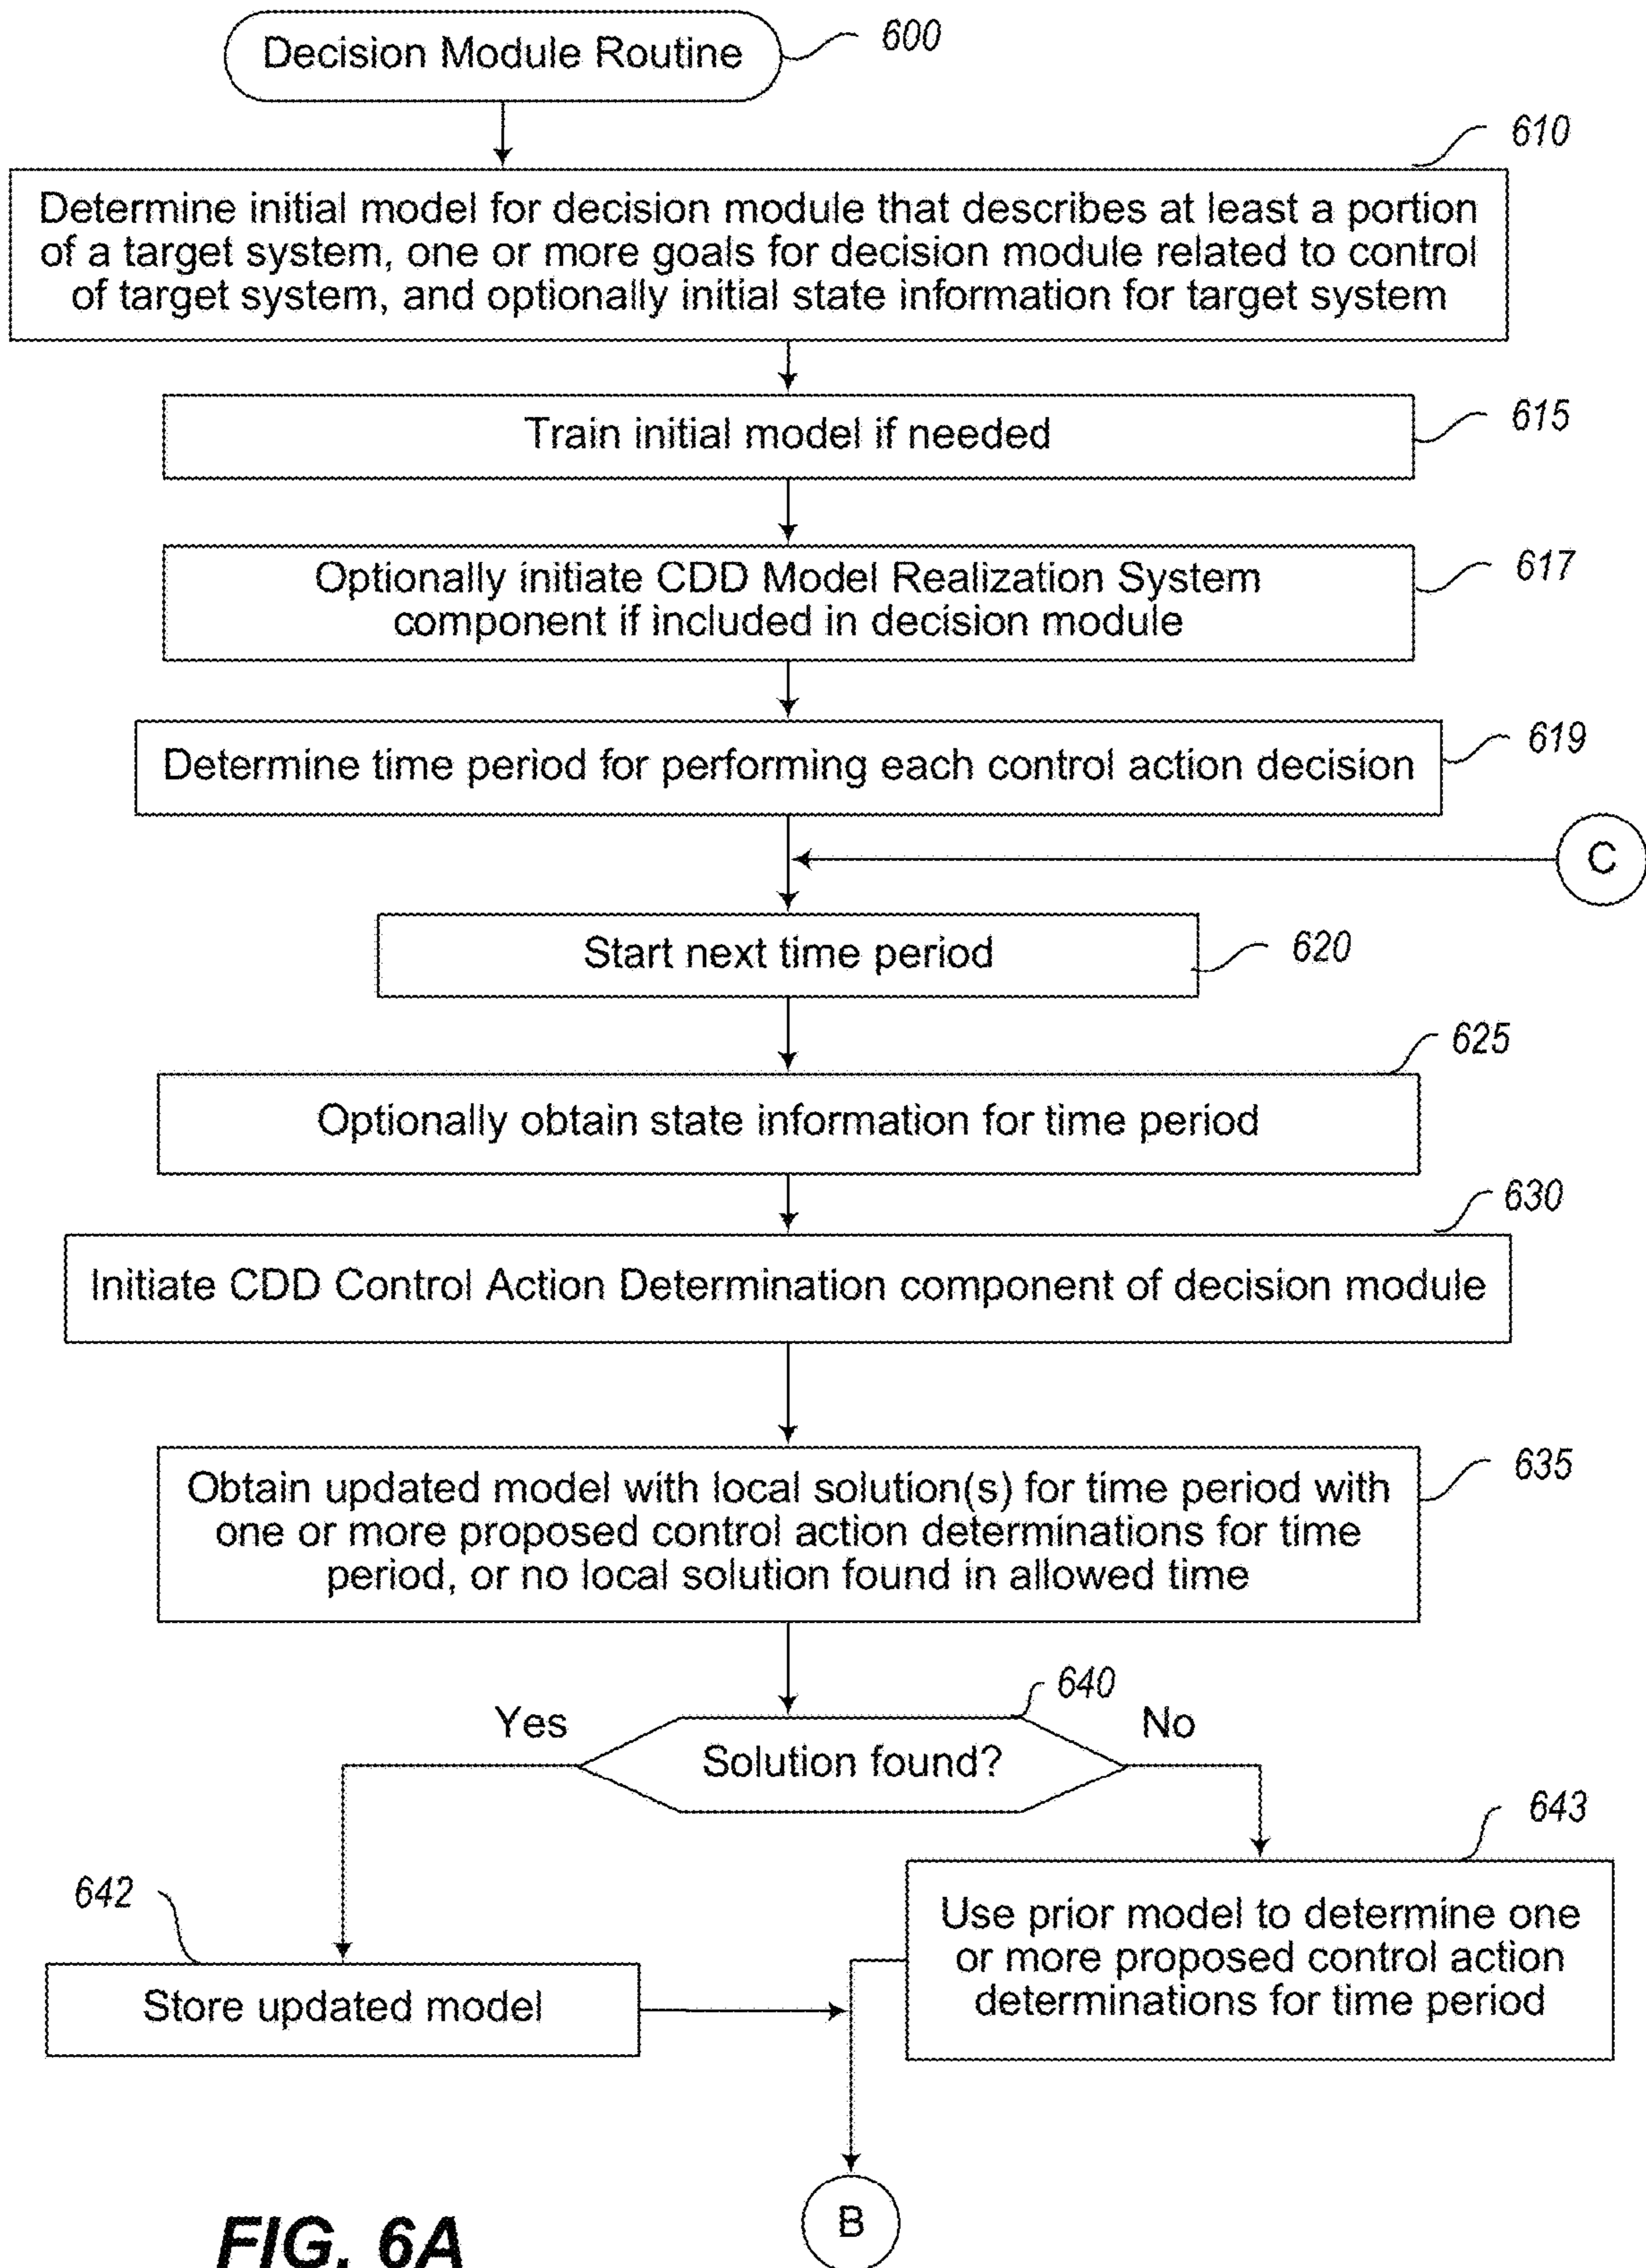 Decision Module Routine
600
610
Determine initial model for decision module that describes at least a portion
of a target system, one or more goals for decision module related to control
of target system, and optionally initial state information for target system
Train initial model if needed
615
Optionally initiate CDD Model Realization System
component if included in decision module
617
Determine time period for performing each control action decision
619
C
Start next time period
620
625
Optionally obtain state information for time period
630
Initiate CDD Control Action Determination component of decision module
Obtain updated model with local solution(s) for time period with
one or more proposed control action determinations for time
period, or no local solution found in allowed time
635
640
Yes
No
Solution found?
643
642
Use prior model to determine one
or more proposed control action
determinations for time period
Store updated model
B
FIG. 6A